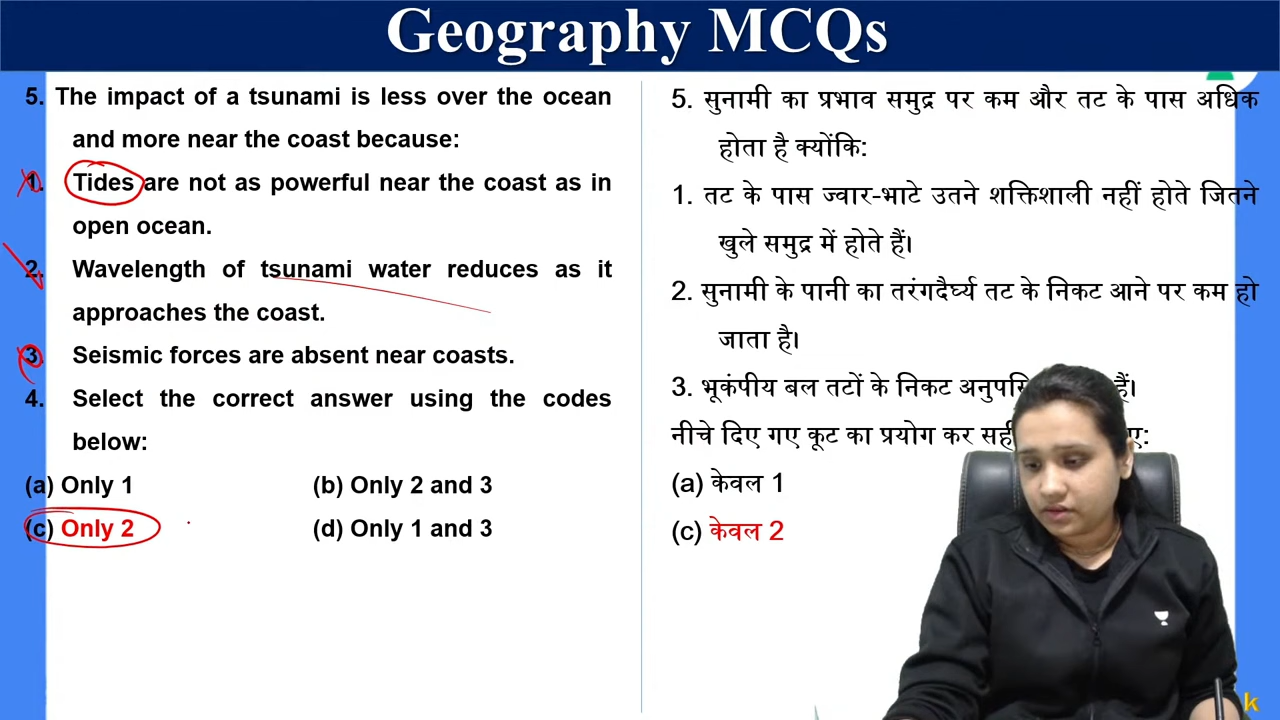 Geography MCQs
5. The impact of a tsunami is less over the ocean
and more near the coast because:
1. Tides are not as powerful near the coast as in
open ocean.
2. Wavelength of tsunami water reduces as it
approaches the coast.
3. Seismic forces are absent near coasts.
4. Select the correct answer using the codes
below:
(a) Only 1 (b) Only 2 and 3
(c) Only 2 (d) Only 1 and 3
5. सुनामी का प्रभाव समुद्र पर कम और तट के पास अधिक
होता है क्योंकि:
1. तट के पास ज्वार-भाटे उतने शक्तिशाली नहीं होते जितने
खुले समुद्र में होते हैं।
2. सुनामी के पानी का तरंगदैर्घ्य तट के निकट आने पर कम हो
जाता है।
3. भूकंपीय बल तटों के निकट हैं।
नीचे दिए गए कूट का प्रयोग कर
(a) केवल 1
(c) केवल 2
k